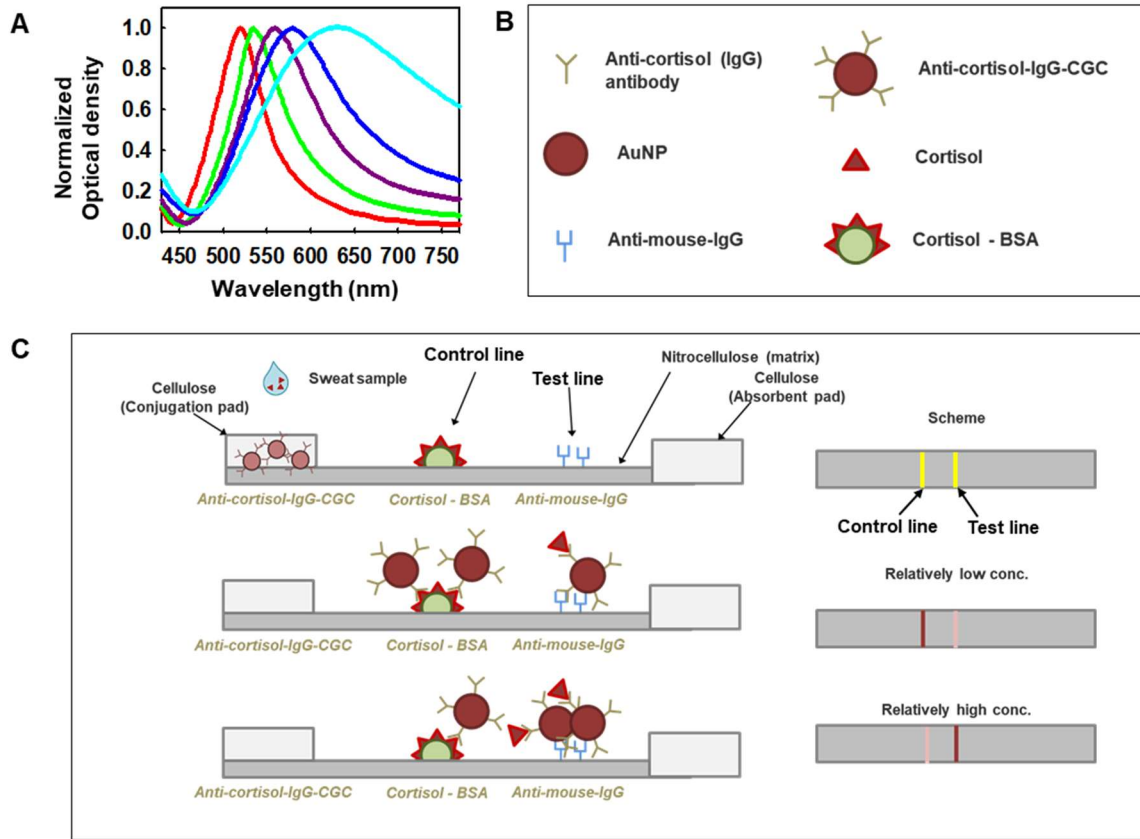 A
Normalized
Optical density
1.0
0.8
0.6
0.4
0.2
0.0
450 500 550 600 650 700 750
Wavelength (nm)
B
Anti-cortisol (IgG)
antibody
Anti-cortisol-IgG-CGC
AuNP
Cortisol
Anti-mouse-IgG
Cortisol - BSA
C
Cellulose
(Conjugation pad)
Sweat sample
Control line
Test line
Nitrocellulose (matrix)
Cellulose
(Absorbent pad)
Anti-cortisol-IgG-CGC
Cortisol - BSA
Anti-mouse-IgG
Scheme
Control line
Test line
Anti-cortisol-IgG-CGC
Cortisol - BSA
Anti-mouse-IgG
Relatively low conc.
Anti-cortisol-IgG-CGC
Cortisol - BSA
Anti-mouse-IgG
Relatively high conc.